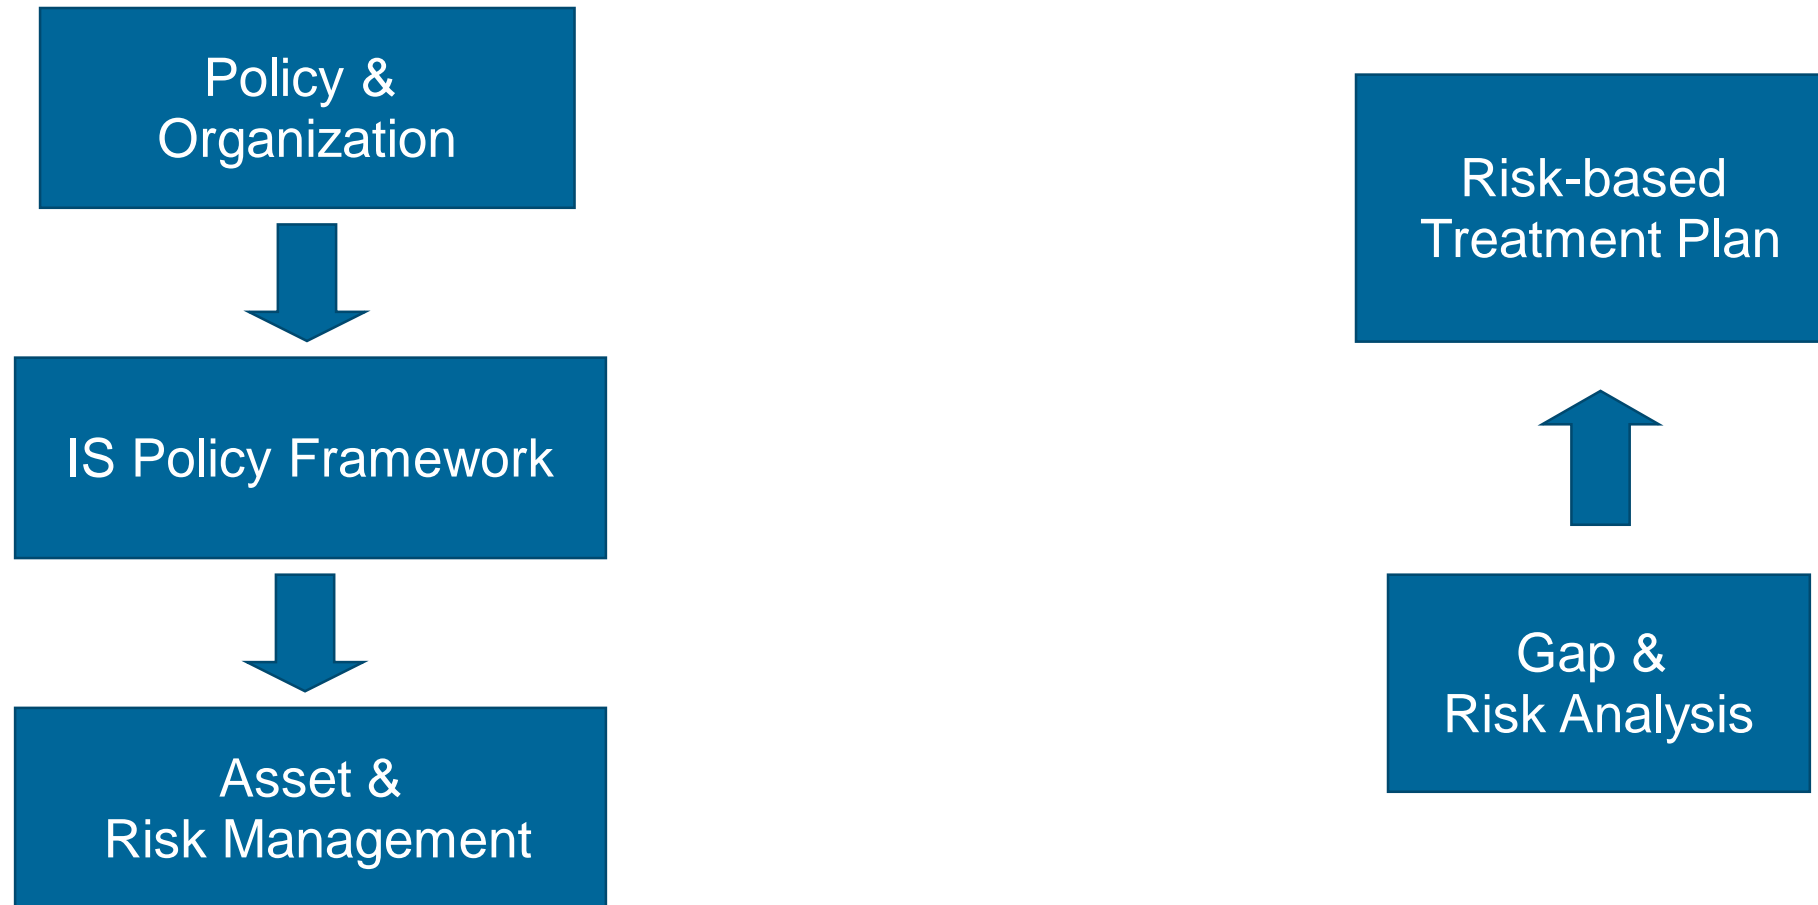 Policy &
Organization
IS Policy Framework
Asset &
Risk Management
Risk-based
Treatment Plan
Gap &
Risk Analysis